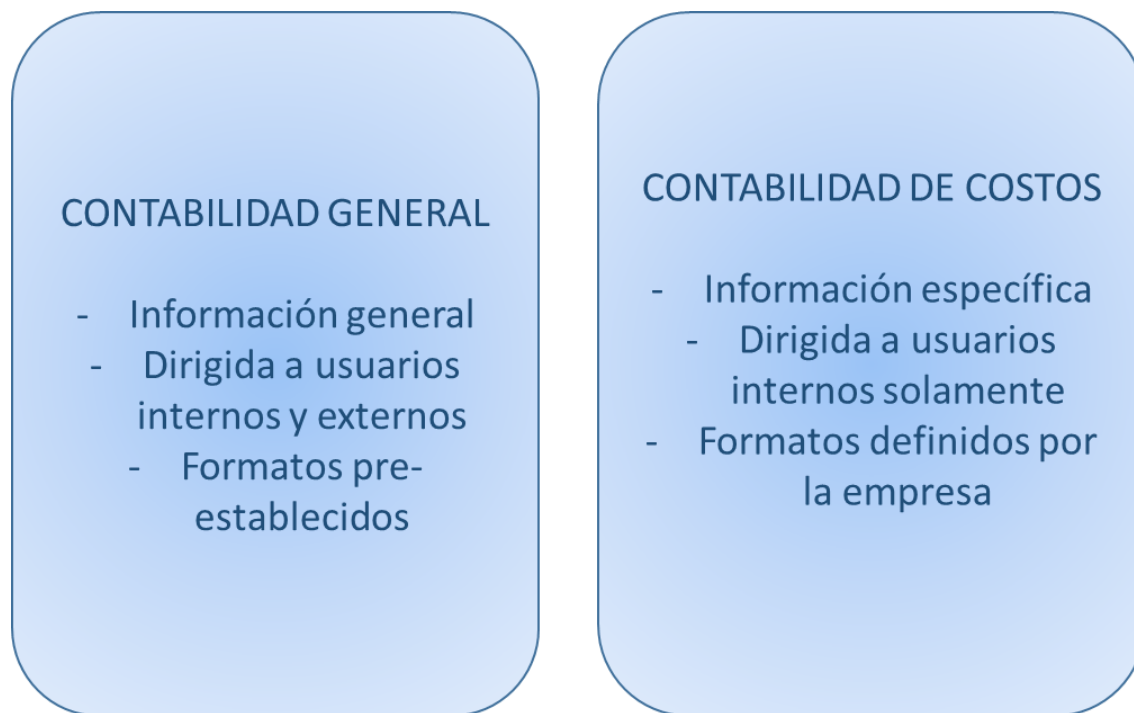 CONTABILIDAD GENERAL
- Información general
- Dirigida a usuarios
internos y externos
- Formatos pre-
establecidos
CONTABILIDAD DE COSTOS
- Información específica
- Dirigida a usuarios
internos solamente
- Formatos definidos por
la empresa